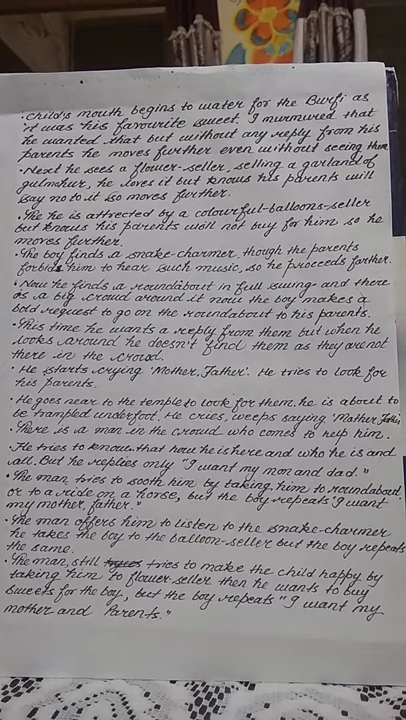 • Child's mouth begins to water for the Burfi as
it was his favourite sweet. I murmured that
he wanted that but without any reply from his
parents he moves further even without seeing them
• Next he sees a flower-seller, selling a garland of
gulmohur, he loves it but knows his parents will
say no to it so moves further.
• The he is attrected by a colourful-balloons-seller
but knows his parents will not buy for him so he
moves further.
• The boy finds a snake-charmer though the parents
forbids him to hear such music, so he proceeds farther.
• Now he finds a roundabout in full swing and there
is a big crowd around it now the boy makes a
bold request to go on the roundabout to his parents.
• This time he wants a reply from them but when he
looks around he doesn't find them as they are not
there in the crowd.
• He starts crying 'Mother, Father'. He tries to look for
his parents.
• He goes near to the temple to look for them. he is about to
be trampled underfoot. He cries, weeps saying 'Mother
• There is a man in the crowd who comes to help him.
• He tries to know that how he is here and who he is and
all. But he replies only "I want my mon and dad."
• The man tries to sooth him by taking him to roundaboud
or to a ride on a horse, but the boy repeats I want
my mother, father."
• The man offers him to listen to the snake-charmer
he takes the boy to the balloon-seller but the boy repeats
the same.
• The man, still tries to make the child happy by
taking him to flower-seller then he wants to buy
sweets for the boy, but the boy repeats "I want my
mother and Parents."